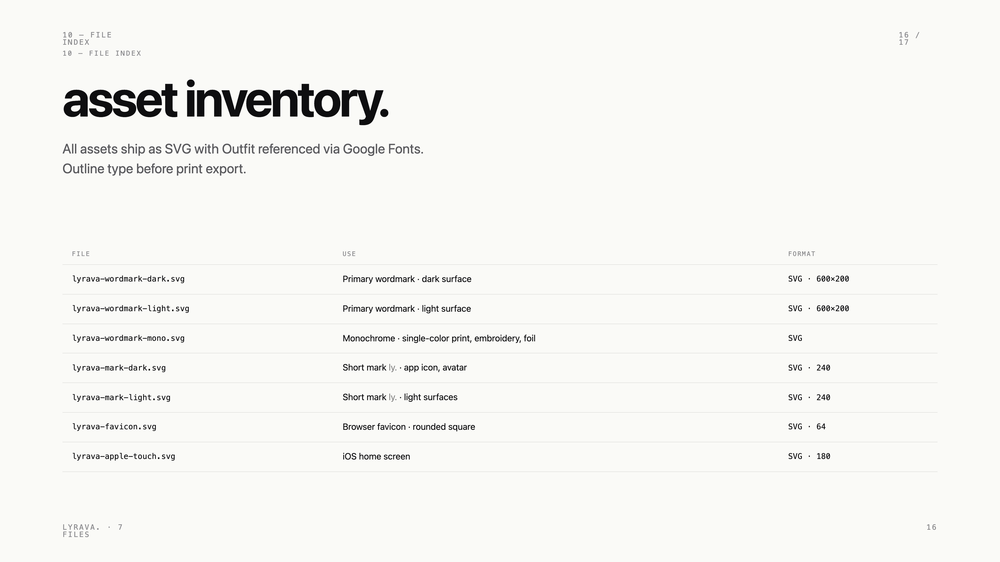 10 — FILE
INDEX
16 /
17
10 — FILE INDEX
asset inventory.
All assets ship as SVG with Outfit referenced via Google Fonts.
Outline type before print export.
FILE USE FORMAT
lyrava-wordmark-dark.svg Primary wordmark · dark surface SVG · 600×200
lyrava-wordmark-light.svg Primary wordmark · light surface SVG · 600×200
lyrava-wordmark-mono.svg Monochrome · single-color print, embroidery, foil SVG
lyrava-mark-dark.svg Short mark ly. · app icon, avatar SVG · 240
lyrava-mark-light.svg Short mark ly. · light surfaces SVG · 240
lyrava-favicon.svg Browser favicon · rounded square SVG · 64
lyrava-apple-touch.svg iOS home screen SVG · 180
LYRAVA. · 7
FILES
16